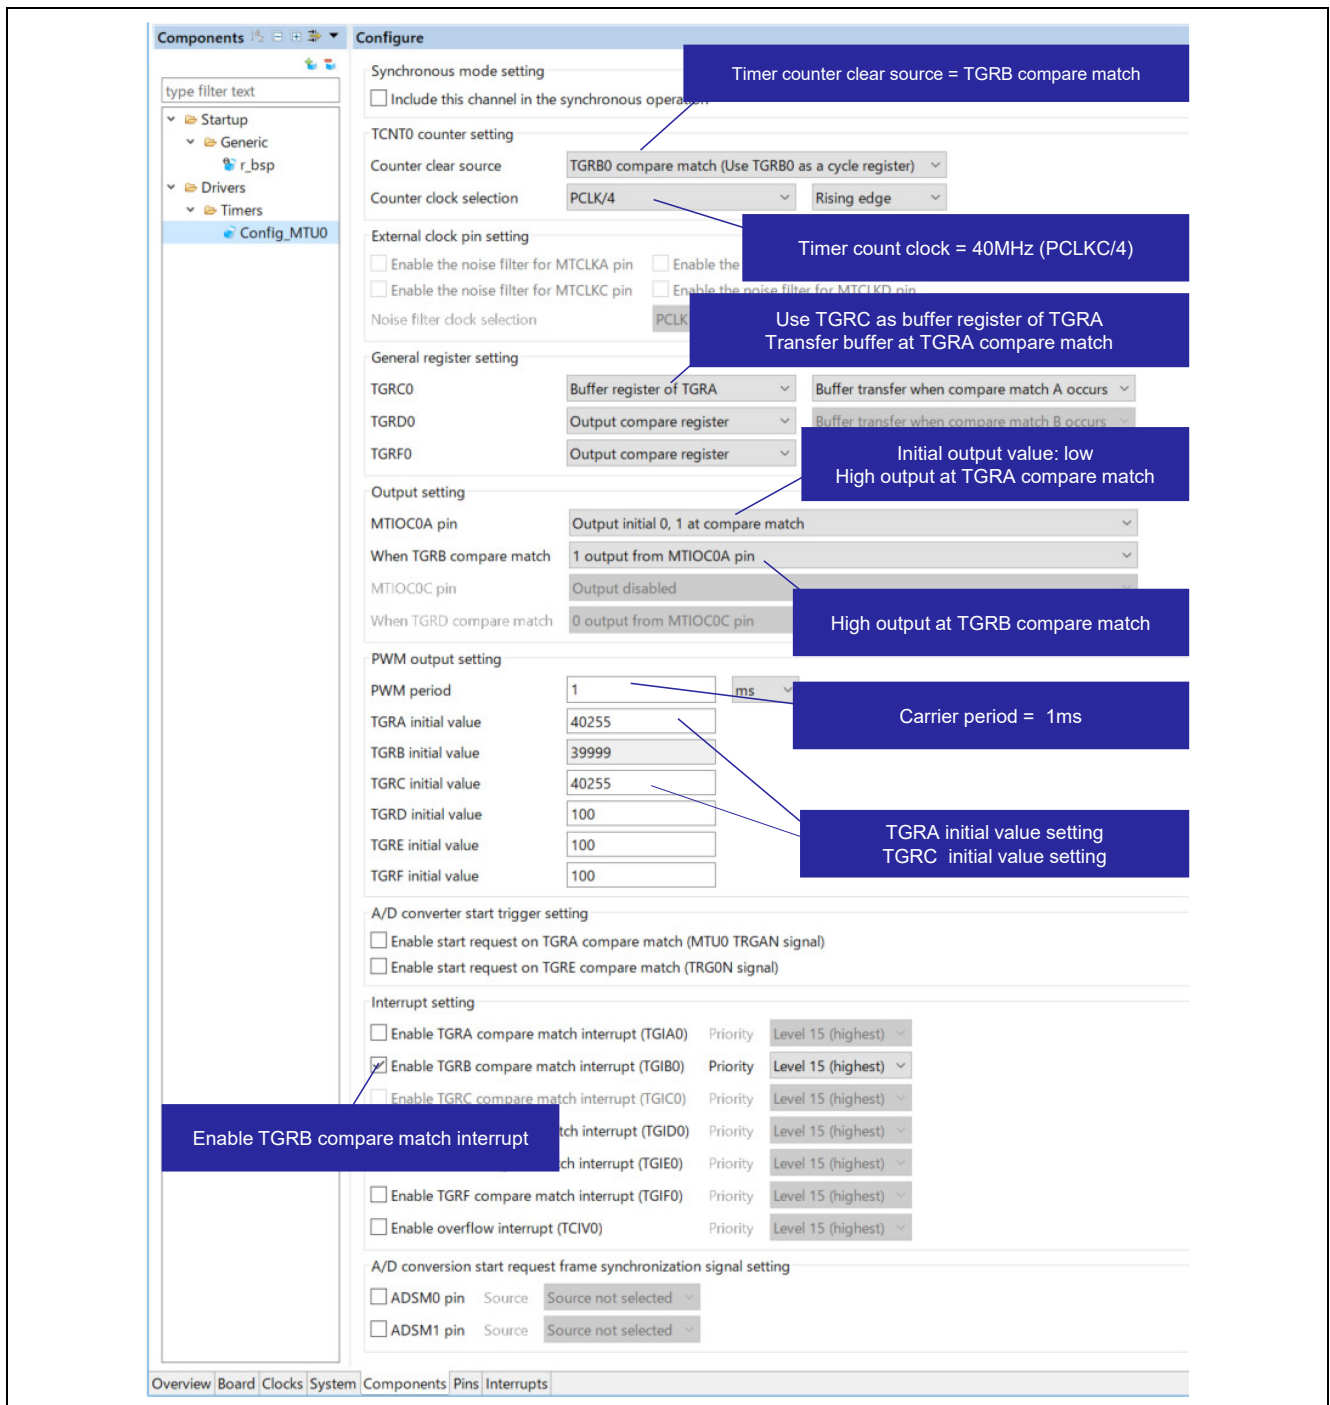 Components
Configure
type filter text
Startup
Generic
r_bsp
Drivers
Timers
Config_MTU0
Synchronous mode setting
Include this channel in the synchronous operation
Timer counter clear source = TGRB compare match
TCNT0 counter setting
Counter clear source TGRB0 compare match (Use TGRB0 as a cycle register)
Counter clock selection PCLK/4 Rising edge
Timer count clock = 40MHz (PCLKC/4)
External clock pin setting
Enable the noise filter for MTCLKA pin Enable the
Enable the noise filter for MTCLKC pin Enable the noise filter for MTCLKD pin
Noise filter clock selection PCLK
Use TGRC as buffer register of TGRA
Transfer buffer at TGRA compare match
General register setting
TGRC0 Buffer register of TGRA Buffer transfer when compare match A occurs
TGRD0 Output compare register Buffer transfer when compare match B occurs
TGRF0 Output compare register
Initial output value: low
High output at TGRA compare match
Output setting
MTIOC0A pin Output initial 0, 1 at compare match
When TGRB compare match 1 output from MTIOC0A pin
MTIOC0C pin Output disabled
When TGRD compare match 0 output from MTIOC0C pin
High output at TGRB compare match
PWM output setting
PWM period 1 ms
Carrier period = 1ms
TGRA initial value 40255
TGRB initial value 39999
TGRC initial value 40255
TGRD initial value 100
TGRE initial value 100
TGRF initial value 100
TGRA initial value setting
TGRC initial value setting
A/D converter start trigger setting
Enable start request on TGRA compare match (MTU0 TRGAN signal)
Enable start request on TGRE compare match (TRG0N signal)
Interrupt setting
Enable TGRA compare match interrupt (TGIA0) Priority Level 15 (highest)
Enable TGRB compare match interrupt (TGIB0) Priority Level 15 (highest)
Enable TGRC compare match interrupt (TGIC0) Priority Level 15 (highest)
Enable TGRB compare match interrupt
tch interrupt (TGID0) Priority Level 15 (highest)
ch interrupt (TGIE0) Priority Level 15 (highest)
Enable TGRF compare match interrupt (TGIF0) Priority Level 15 (highest)
Enable overflow interrupt (TCIV0) Priority Level 15 (highest)
A/D conversion start request frame synchronization signal setting
ADSM0 pin Source Source not selected
ADSM1 pin Source Source not selected
Overview Board Clocks System Components Pins Interrupts